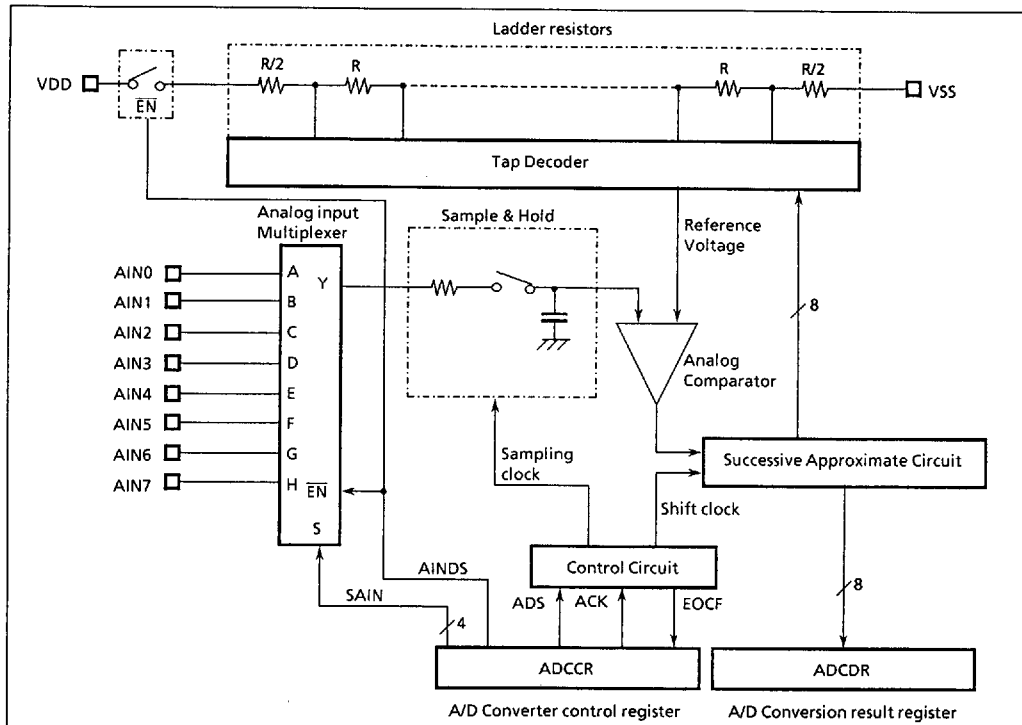 Ladder resistors
R/2
R
R
R/2
VDD
EN
VSS
Tap Decoder
Analog input
Multiplexer
Sample & Hold
Reference
Voltage
AIN0
AIN1
AIN2
AIN3
AIN4
AIN5
AIN6
AIN7
A
B
C
D
E
F
G
H
Y
EN
S
8
Analog
Comparator
Sampling
clock
Successive Approximate Circuit
Shift clock
Control Circuit
AINDS
SAIN
4
ADS
ACK
EOCF
8
ADCCR
ADCDR
A/D Converter control register
A/D Conversion result register